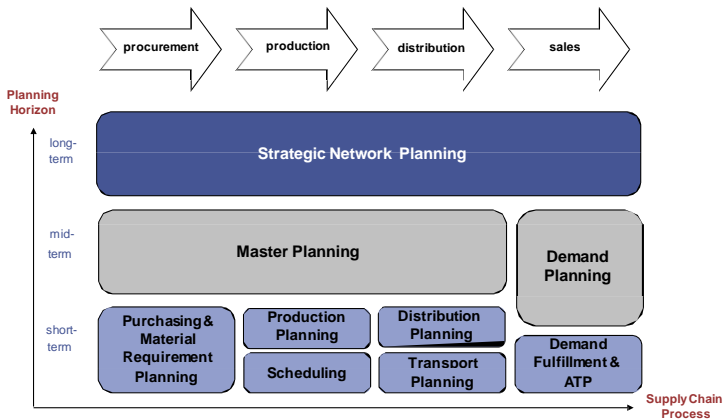 procurement
production
distribution
sales
Planning
Horizon
long-
term
Strategic Network Planning
mid-
term
Master Planning
Demand
Planning
short-
term
Purchasing &
Material
Requirement
Planning
Production
Planning
Scheduling
Distribution
Planning
Transport
Planning
Demand
Fulfillment &
ATP
Supply Chain
Process